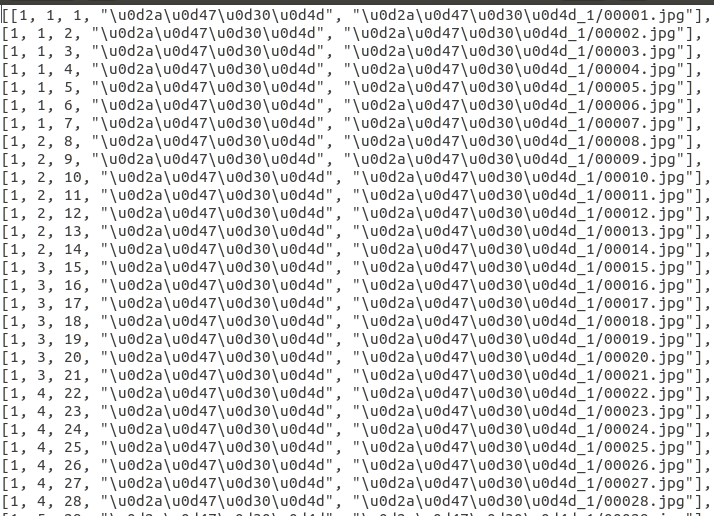 [[1, 1, 1, "\u0d2a\u0d47\u0d30\u0d4d", "\u0d2a\u0d47\u0d30\u0d4d_1/00001.jpg"],
[1, 1, 2, "\u0d2a\u0d47\u0d30\u0d4d", "\u0d2a\u0d47\u0d30\u0d4d_1/00002.jpg"],
[1, 1, 3, "\u0d2a\u0d47\u0d30\u0d4d", "\u0d2a\u0d47\u0d30\u0d4d_1/00003.jpg"],
[1, 1, 4, "\u0d2a\u0d47\u0d30\u0d4d", "\u0d2a\u0d47\u0d30\u0d4d_1/00004.jpg"],
[1, 1, 5, "\u0d2a\u0d47\u0d30\u0d4d", "\u0d2a\u0d47\u0d30\u0d4d_1/00005.jpg"],
[1, 1, 6, "\u0d2a\u0d47\u0d30\u0d4d", "\u0d2a\u0d47\u0d30\u0d4d_1/00006.jpg"],
[1, 1, 7, "\u0d2a\u0d47\u0d30\u0d4d", "\u0d2a\u0d47\u0d30\u0d4d_1/00007.jpg"],
[1, 2, 8, "\u0d2a\u0d47\u0d30\u0d4d", "\u0d2a\u0d47\u0d30\u0d4d_1/00008.jpg"],
[1, 2, 9, "\u0d2a\u0d47\u0d30\u0d4d", "\u0d2a\u0d47\u0d30\u0d4d_1/00009.jpg"],
[1, 2, 10, "\u0d2a\u0d47\u0d30\u0d4d", "\u0d2a\u0d47\u0d30\u0d4d_1/00010.jpg"],
[1, 2, 11, "\u0d2a\u0d47\u0d30\u0d4d", "\u0d2a\u0d47\u0d30\u0d4d_1/00011.jpg"],
[1, 2, 12, "\u0d2a\u0d47\u0d30\u0d4d", "\u0d2a\u0d47\u0d30\u0d4d_1/00012.jpg"],
[1, 2, 13, "\u0d2a\u0d47\u0d30\u0d4d", "\u0d2a\u0d47\u0d30\u0d4d_1/00013.jpg"],
[1, 2, 14, "\u0d2a\u0d47\u0d30\u0d4d", "\u0d2a\u0d47\u0d30\u0d4d_1/00014.jpg"],
[1, 3, 15, "\u0d2a\u0d47\u0d30\u0d4d", "\u0d2a\u0d47\u0d30\u0d4d_1/00015.jpg"],
[1, 3, 16, "\u0d2a\u0d47\u0d30\u0d4d", "\u0d2a\u0d47\u0d30\u0d4d_1/00016.jpg"],
[1, 3, 17, "\u0d2a\u0d47\u0d30\u0d4d", "\u0d2a\u0d47\u0d30\u0d4d_1/00017.jpg"],
[1, 3, 18, "\u0d2a\u0d47\u0d30\u0d4d", "\u0d2a\u0d47\u0d30\u0d4d_1/00018.jpg"],
[1, 3, 19, "\u0d2a\u0d47\u0d30\u0d4d", "\u0d2a\u0d47\u0d30\u0d4d_1/00019.jpg"],
[1, 3, 20, "\u0d2a\u0d47\u0d30\u0d4d", "\u0d2a\u0d47\u0d30\u0d4d_1/00020.jpg"],
[1, 3, 21, "\u0d2a\u0d47\u0d30\u0d4d", "\u0d2a\u0d47\u0d30\u0d4d_1/00021.jpg"],
[1, 4, 22, "\u0d2a\u0d47\u0d30\u0d4d", "\u0d2a\u0d47\u0d30\u0d4d_1/00022.jpg"],
[1, 4, 23, "\u0d2a\u0d47\u0d30\u0d4d", "\u0d2a\u0d47\u0d30\u0d4d_1/00023.jpg"],
[1, 4, 24, "\u0d2a\u0d47\u0d30\u0d4d", "\u0d2a\u0d47\u0d30\u0d4d_1/00024.jpg"],
[1, 4, 25, "\u0d2a\u0d47\u0d30\u0d4d", "\u0d2a\u0d47\u0d30\u0d4d_1/00025.jpg"],
[1, 4, 26, "\u0d2a\u0d47\u0d30\u0d4d", "\u0d2a\u0d47\u0d30\u0d4d_1/00026.jpg"],
[1, 4, 27, "\u0d2a\u0d47\u0d30\u0d4d", "\u0d2a\u0d47\u0d30\u0d4d_1/00027.jpg"],
[1, 4, 28, "\u0d2a\u0d47\u0d30\u0d4d", "\u0d2a\u0d47\u0d30\u0d4d_1/00028.jpg"],